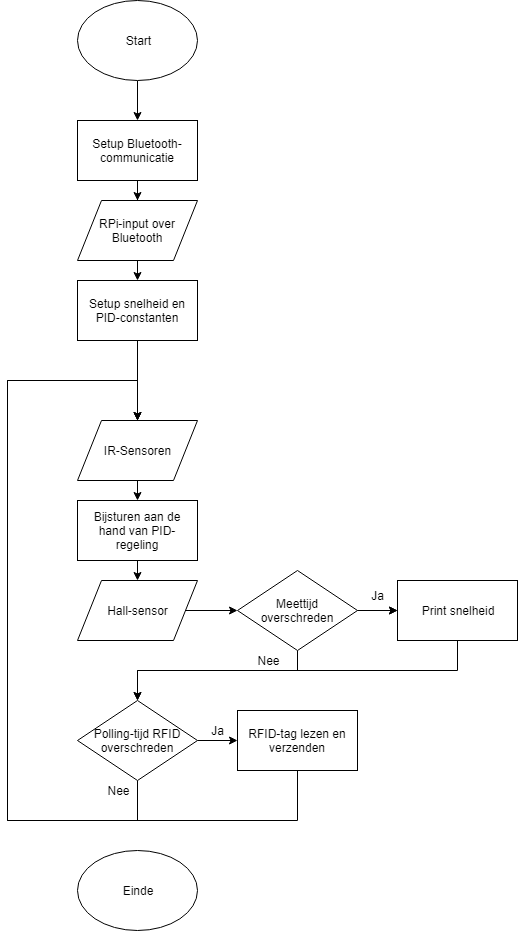 Start
Setup Bluetooth-
communicatie
RPi-input over
Bluetooth
Setup snelheid en
PID-constanten
IR-Sensoren
Bijsturen aan de
hand van PID-
regeling
Hall-sensor
Meettijd
overschreden
Ja
Print snelheid
Nee
Polling-tijd RFID
overschreden
Ja
RFID-tag lezen en
verzenden
Nee
Einde